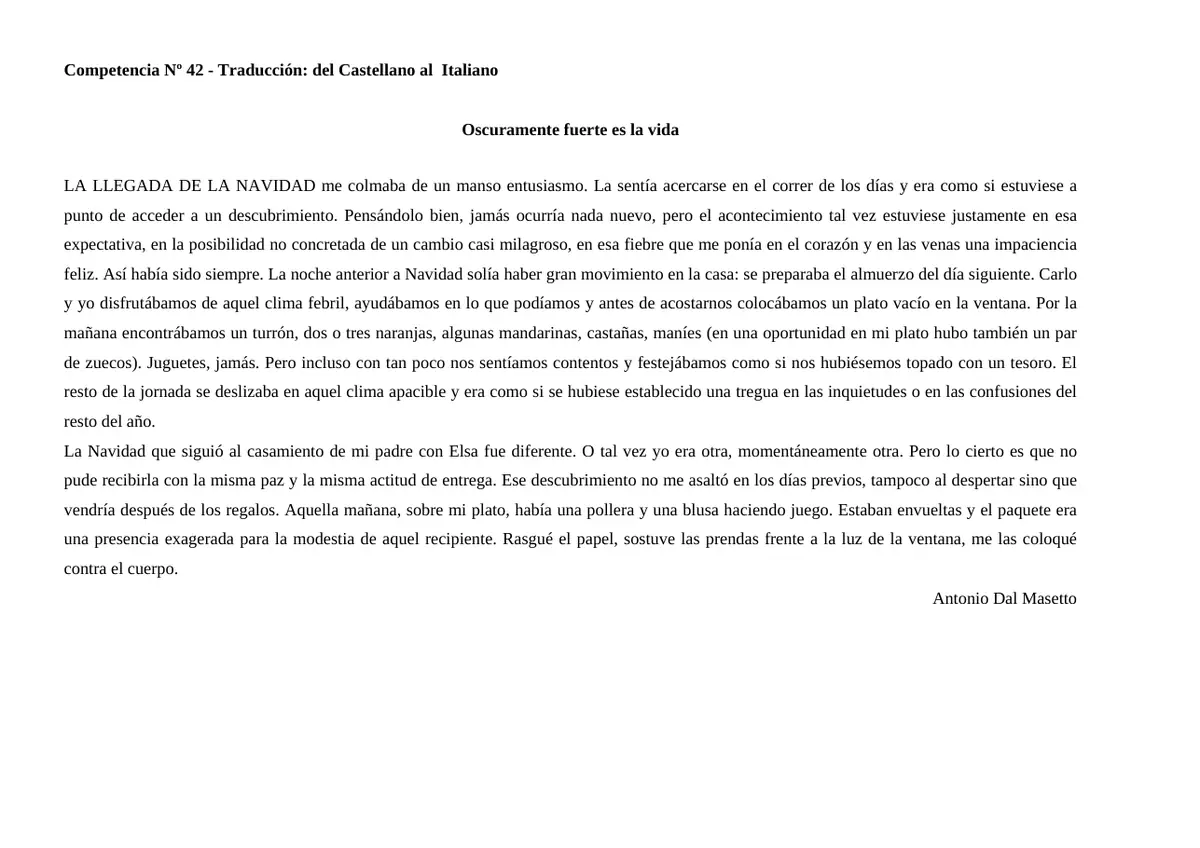 Competencia Nº 42 - Traducción: del Castellano al  Italiano
Oscuramente fuerte es la vida
LA LLEGADA DE LA NAVIDAD me colmaba de un manso entusiasmo. La sentía acercarse en el correr de los días y era como si estuviese a
punto de acceder a un descubrimiento. Pensándolo bien, jamás ocurría nada nuevo, pero el acontecimiento tal vez estuviese justamente en esa
expectativa, en la posibilidad no concretada de un cambio casi milagroso, en esa fiebre que me ponía en el corazón y en las venas una impaciencia
feliz. Así había sido siempre. La noche anterior a Navidad solía haber gran movimiento en la casa: se preparaba el almuerzo del día siguiente. Carlo
y yo disfrutábamos de aquel clima febril, ayudábamos en lo que podíamos y antes de acostarnos colocábamos un plato vacío en la ventana. Por la
mañana encontrábamos un turrón, dos o tres naranjas, algunas mandarinas, castañas, maníes (en una oportunidad en mi plato hubo también un par
de zuecos). Juguetes, jamás. Pero incluso con tan poco nos sentíamos contentos y festejábamos como si nos hubiésemos topado con un tesoro. El
resto de la jornada se deslizaba en aquel clima apacible y era como si se hubiese establecido una tregua en las inquietudes o en las confusiones del
resto del año.
La Navidad que siguió al casamiento de mi padre con Elsa fue diferente. O tal vez yo era otra, momentáneamente otra. Pero lo cierto es que no
pude recibirla con la misma paz y la misma actitud de entrega. Ese descubrimiento no me asaltó en los días previos, tampoco al despertar sino que
vendría después de los regalos. Aquella mañana, sobre mi plato, había una pollera y una blusa haciendo juego. Estaban envueltas y el paquete era
una presencia exagerada para la modestia de aquel recipiente. Rasgué el papel, sostuve las prendas frente a la luz de la ventana, me las coloqué
contra el cuerpo.
Antonio Dal Masetto